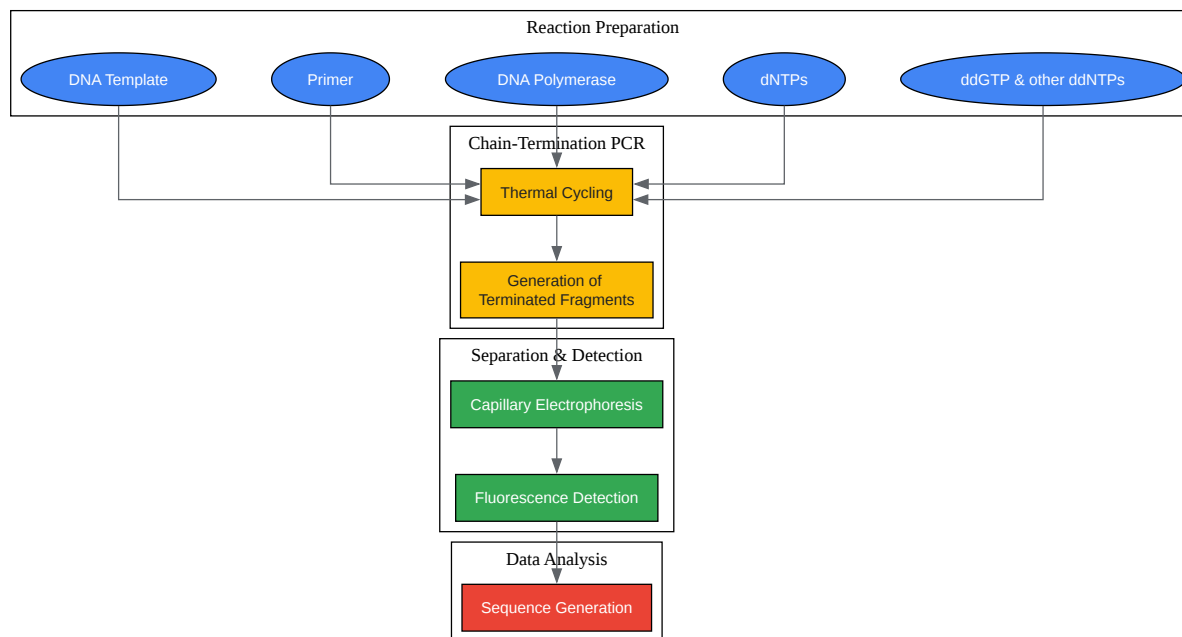 Reaction Preparation
DNA Template
Primer
DNA Polymerase
dNTPs
ddGTP & other ddNTPs
Chain-Termination PCR
Thermal Cycling
Generation of
Terminated Fragments
Separation & Detection
Capillary Electrophoresis
Fluorescence Detection
Data Analysis
Sequence Generation